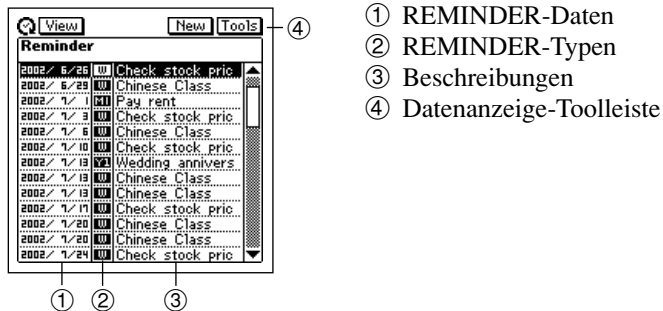 View New Tools ④
Reminder
2002/ 6/26 W Check stock pric
2002/ 6/29 W Chinese Class
2002/ 7/ 1 M1 Pay rent
2002/ 7/ 3 W Check stock pric
2002/ 7/ 6 W Chinese Class
2002/ 7/10 W Check stock pric
2002/ 7/13 Y1 Wedding annivers
2002/ 7/13 W Chinese Class
2002/ 7/13 W Chinese Class
2002/ 7/17 W Check stock pric
2002/ 7/20 W Chinese Class
2002/ 7/20 W Chinese Class
2002/ 7/24 W Check stock pric
① ② ③
① REMINDER-Daten
② REMINDER-Typen
③ Beschreibungen
④ Datenanzeige-Toolleiste